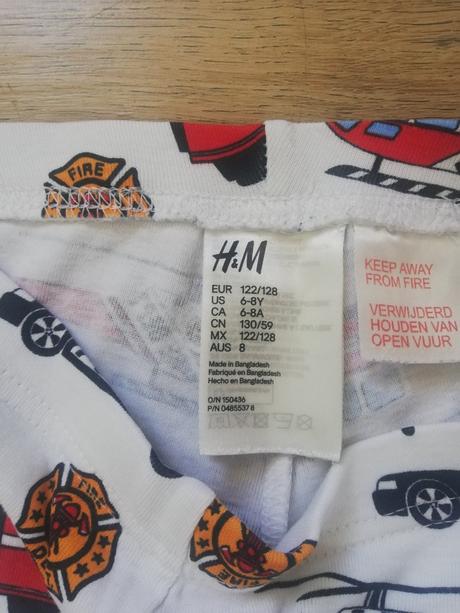 FIRE
H&M
EUR 122/128
US 6-8Y
CA 6-8A
CN 130/59
MX 122/128
AUS 8
Made in Bangladesh
Fabriqué en Bangladesh
Hecho en Bangladesh
O/N 150436
P/N 0485537 8
KEEP AWAY
FROM FIRE
VERWIJDERD
HOUDEN VAN
OPEN VUUR
FIRE
DEPT
FIRE